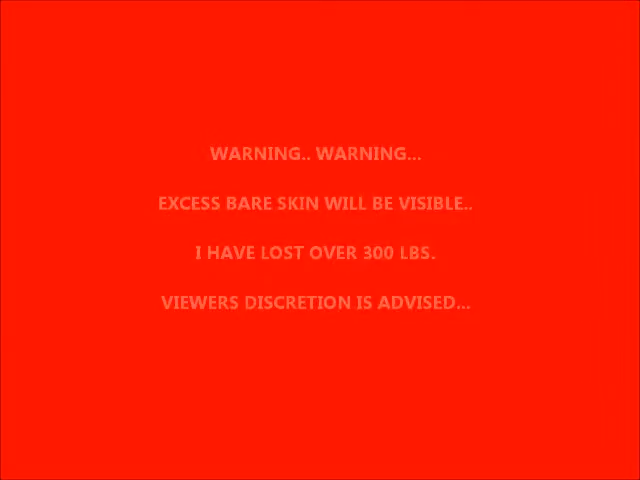 WARNING.. WARNING...
EXCESS BARE SKIN WILL BE VISIBLE..
I HAVE LOST OVER 300 LBS.
VIEWERS DISCRETION IS ADVISED...